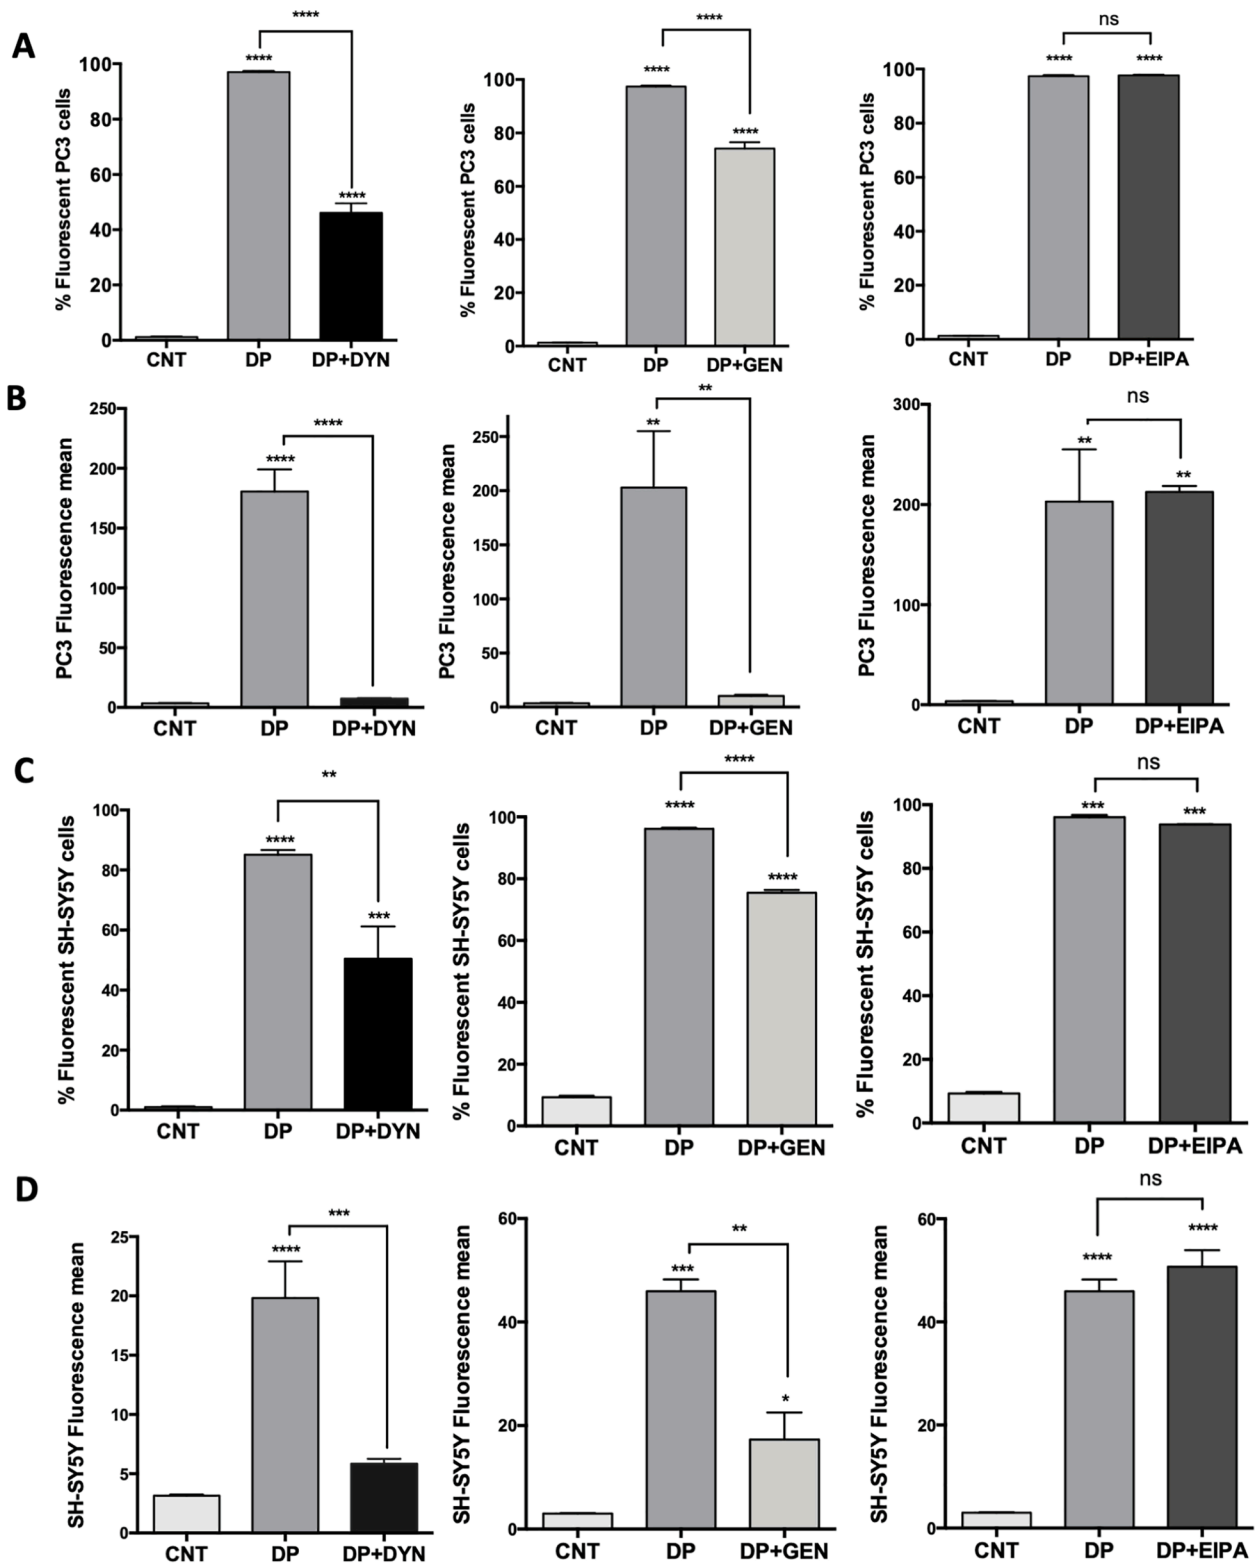 A
****
****
****
% Fluorescent PC3 cells
100
80
60
40
20
0
CNT DP DP+DYN
****
****
****
% Fluorescent PC3 cells
100
80
60
40
20
0
CNT DP DP+GEN
ns
****
****
% Fluorescent PC3 cells
100
80
60
40
20
0
CNT DP DP+EIPA
B
****
****
PC3 Fluorescence mean
250
200
150
100
50
0
CNT DP DP+DYN
**
**
PC3 Fluorescence mean
250
200
150
100
50
0
CNT DP DP+GEN
ns
**
**
PC3 Fluorescence mean
300
200
100
0
CNT DP DP+EIPA
C
**
****
***
% Fluorescent SH-SY5Y cells
100
80
60
40
20
0
CNT DP DP+DYN
****
****
****
% Fluorescent SH-SY5Y cells
100
80
60
40
20
0
CNT DP DP+GEN
ns
***
***
% Fluorescent SH-SY5Y cells
100
80
60
40
20
0
CNT DP DP+EIPA
D
***
****
SH-SY5Y Fluorescence mean
25
20
15
10
5
0
CNT DP DP+DYN
**
***
*
SH-SY5Y Fluorescence mean
60
40
20
0
CNT DP DP+GEN
ns
****
****
SH-SY5Y Fluorescence mean
60
40
20
0
CNT DP DP+EIPA